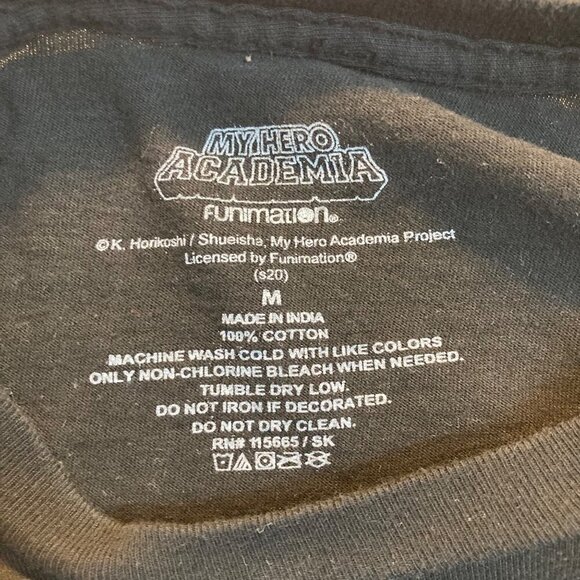 MY HERO
ACADEMIA
FUNIMATION®
©K. Horikoshi / Shueisha, My Hero Academia Project
Licensed by Funimation®
(s20)
M
MADE IN INDIA
100% COTTON
MACHINE WASH COLD WITH LIKE COLORS
ONLY NON-CHLORINE BLEACH WHEN NEEDED.
TUMBLE DRY LOW.
DO NOT IRON IF DECORATED.
DO NOT DRY CLEAN.
RN# 115665 / SK